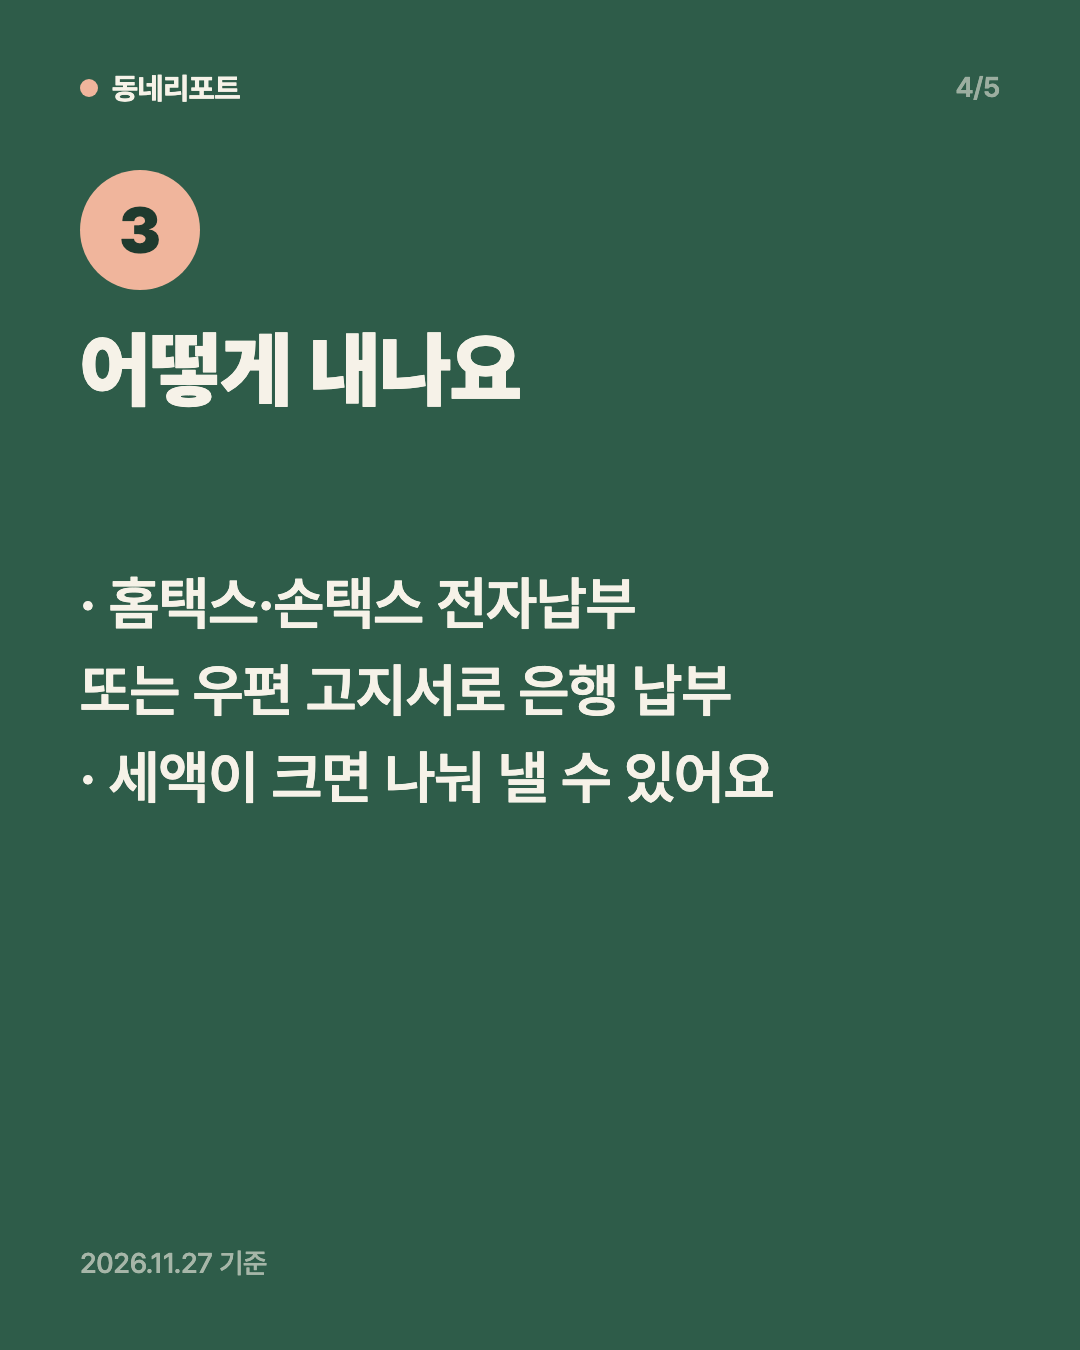 동네리포트
4/5
3
어떻게 내나요
· 홈택스·손택스 전자납부
또는 우편 고지서로 은행 납부
· 세액이 크면 나눠 낼 수 있어요
2026.11.27 기준